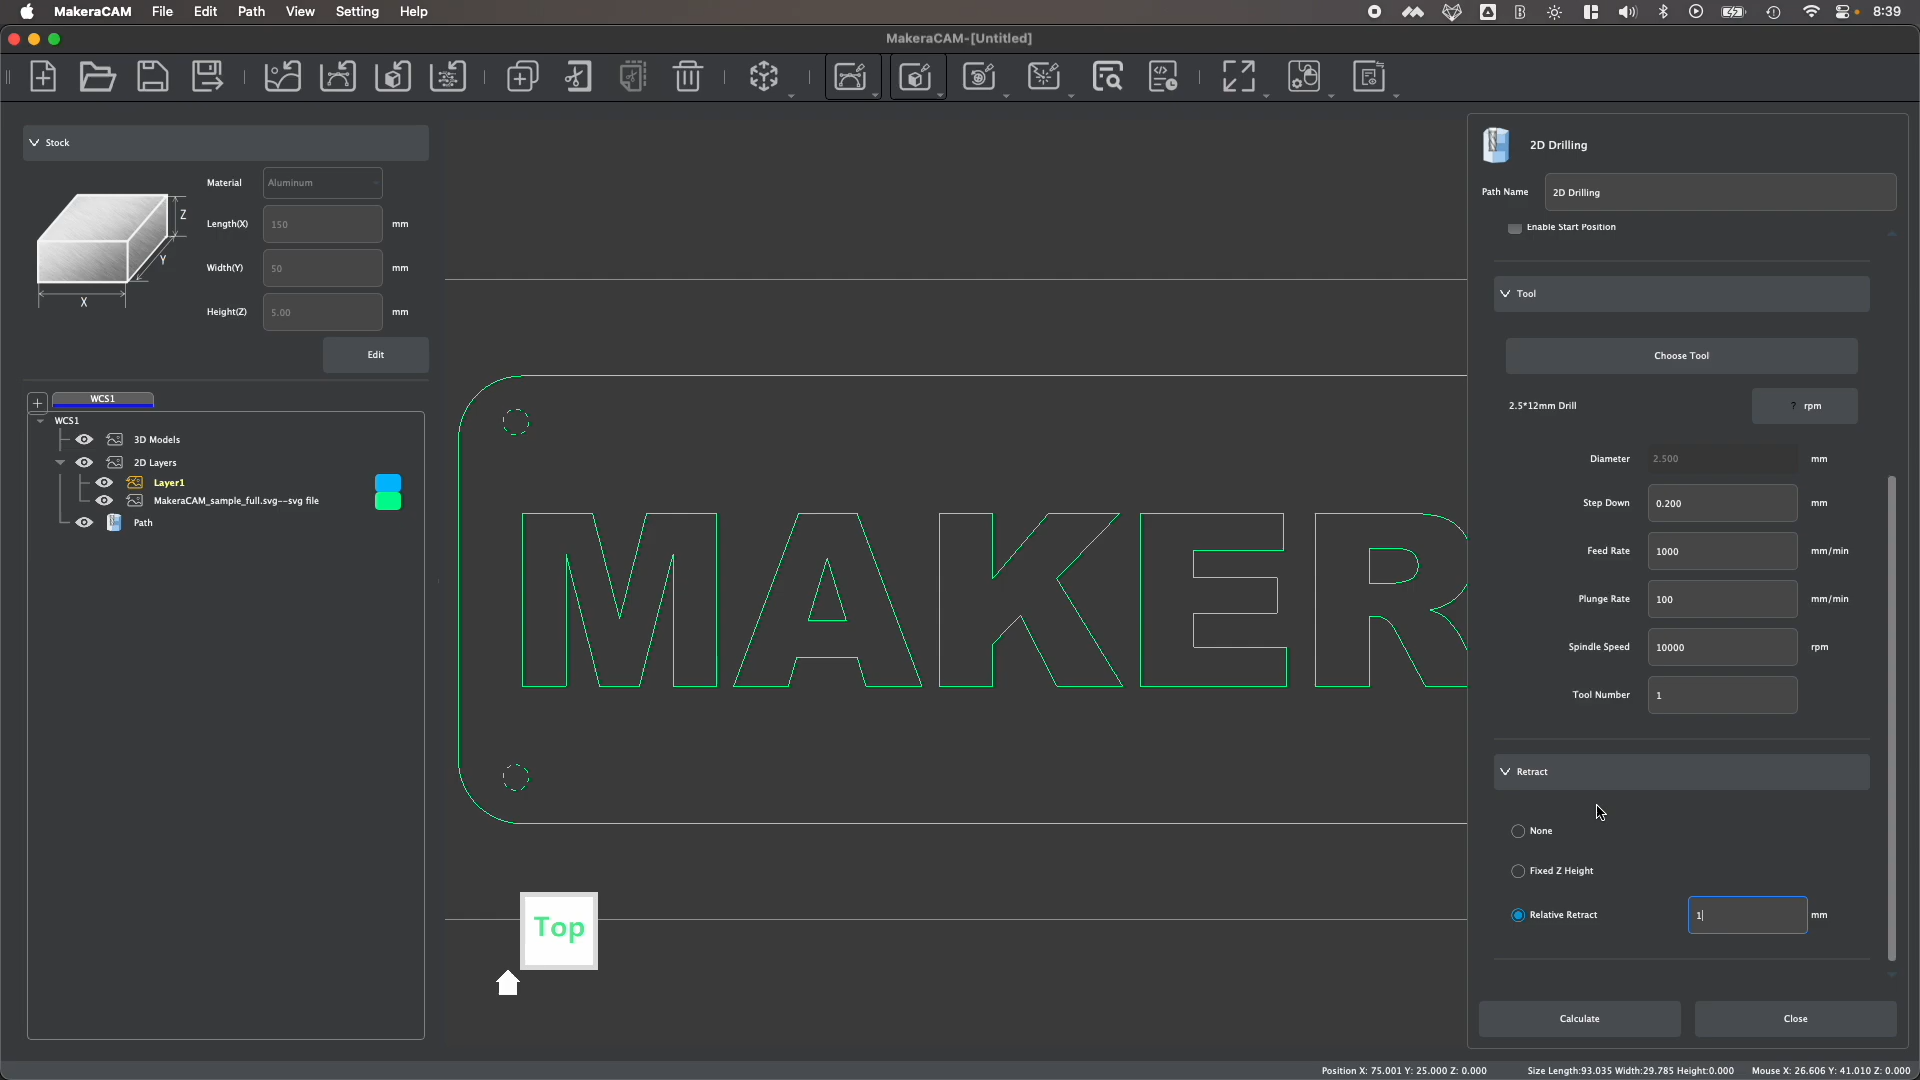 MakeraCAM File Edit Path View Setting Help
8:39
MakeraCAM-[Untitled]
Stock
Material Aluminum
Length(X) 150 mm
Width(Y) 50 mm
Height(Z) 5.00 mm
Z
Y
X
Edit
+ WCS1
WCS1
3D Models
2D Layers
Layer1
MakeraCAM_sample_full.svg--svg file
Path
MAKER
Top
2D Drilling
Path Name 2D Drilling
Enable Start Position
Tool
Choose Tool
2.5*12mm Drill ? rpm
Diameter 2.500 mm
Step Down 0.200 mm
Feed Rate 1000 mm/min
Plunge Rate 100 mm/min
Spindle Speed 10000 rpm
Tool Number 1
Retract
None
Fixed Z Height
Relative Retract 1 mm
Calculate Close
Position X: 75.001 Y: 25.000 Z: 0.000 Size Length:93.035 Width:29.785 Height:0.000 Mouse X: 26.606 Y: 41.010 Z: 0.000